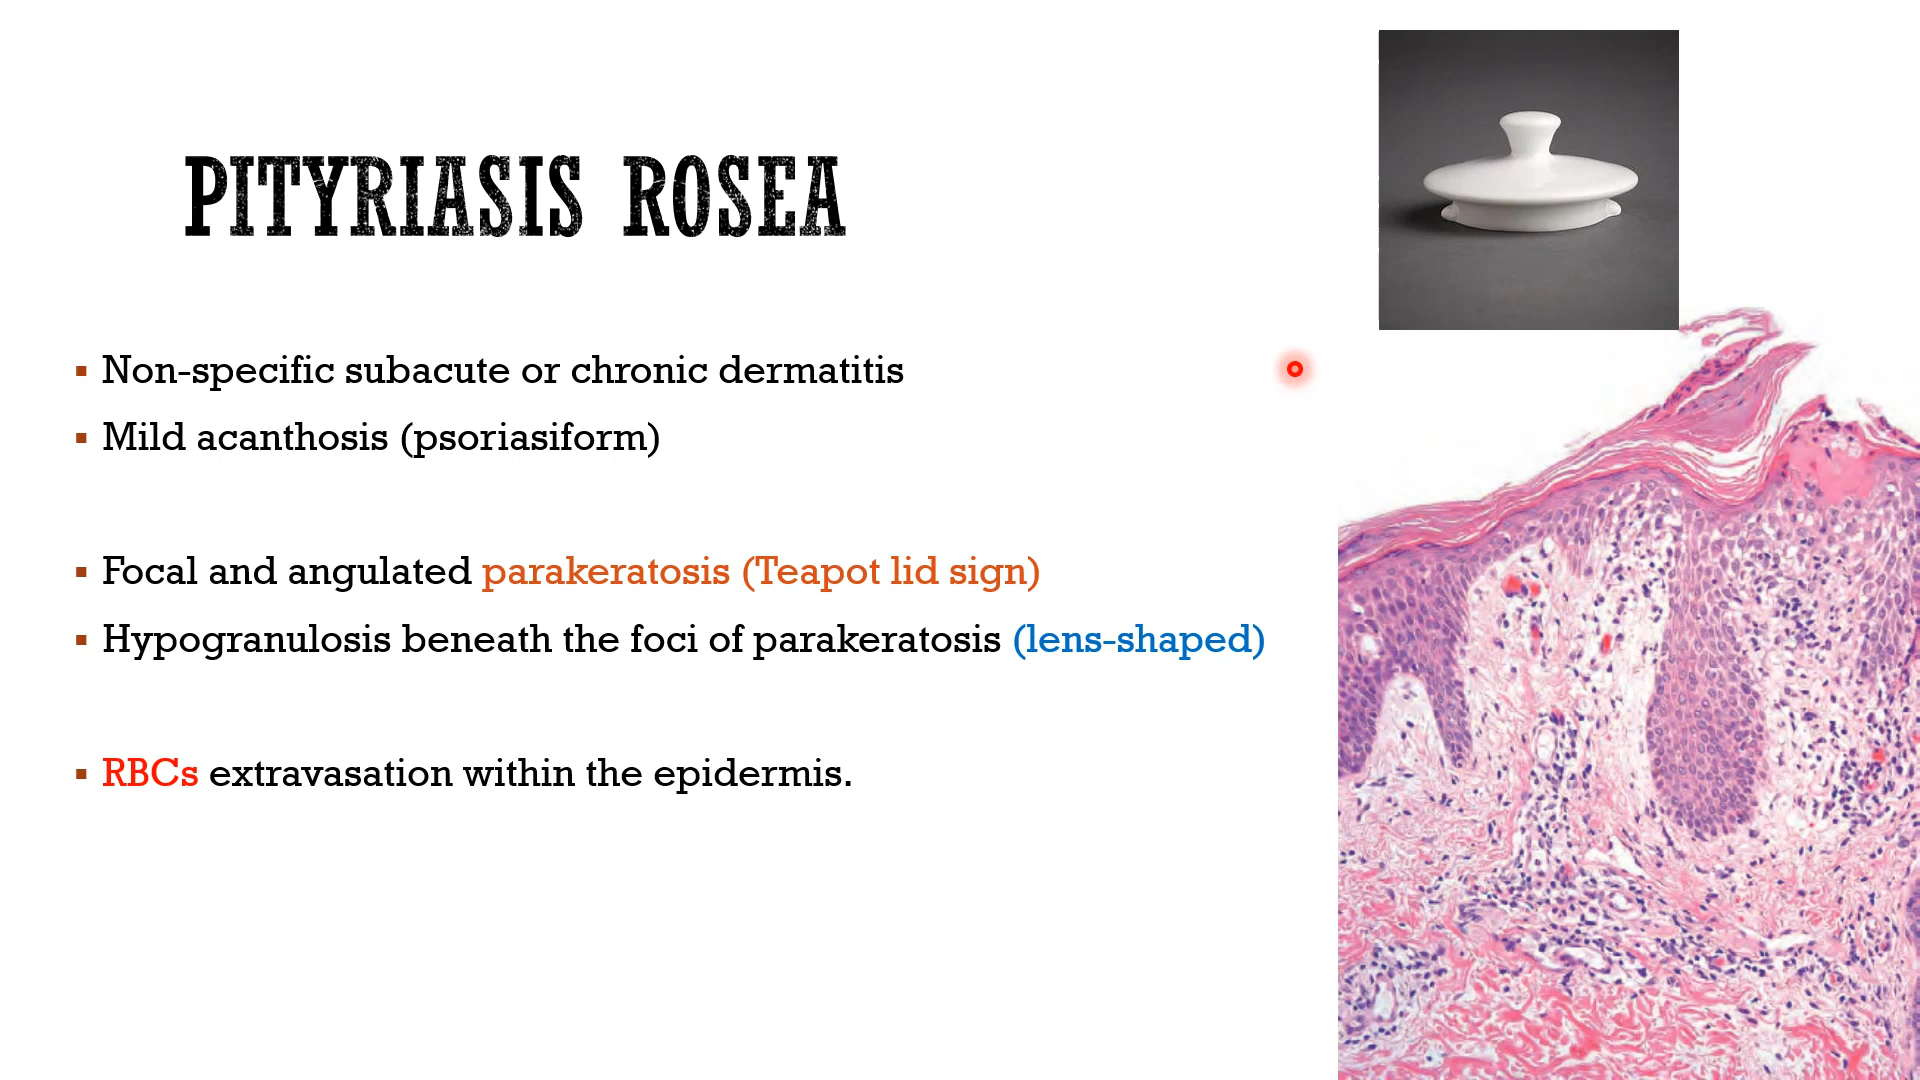 PITYRIASIS ROSEA
Non-specific subacute or chronic dermatitis
Mild acanthosis (psoriasiform)
Focal and angulated parakeratosis (Teapot lid sign)
Hypogranulosis beneath the foci of parakeratosis (lens-shaped)
RBCs extravasation within the epidermis.